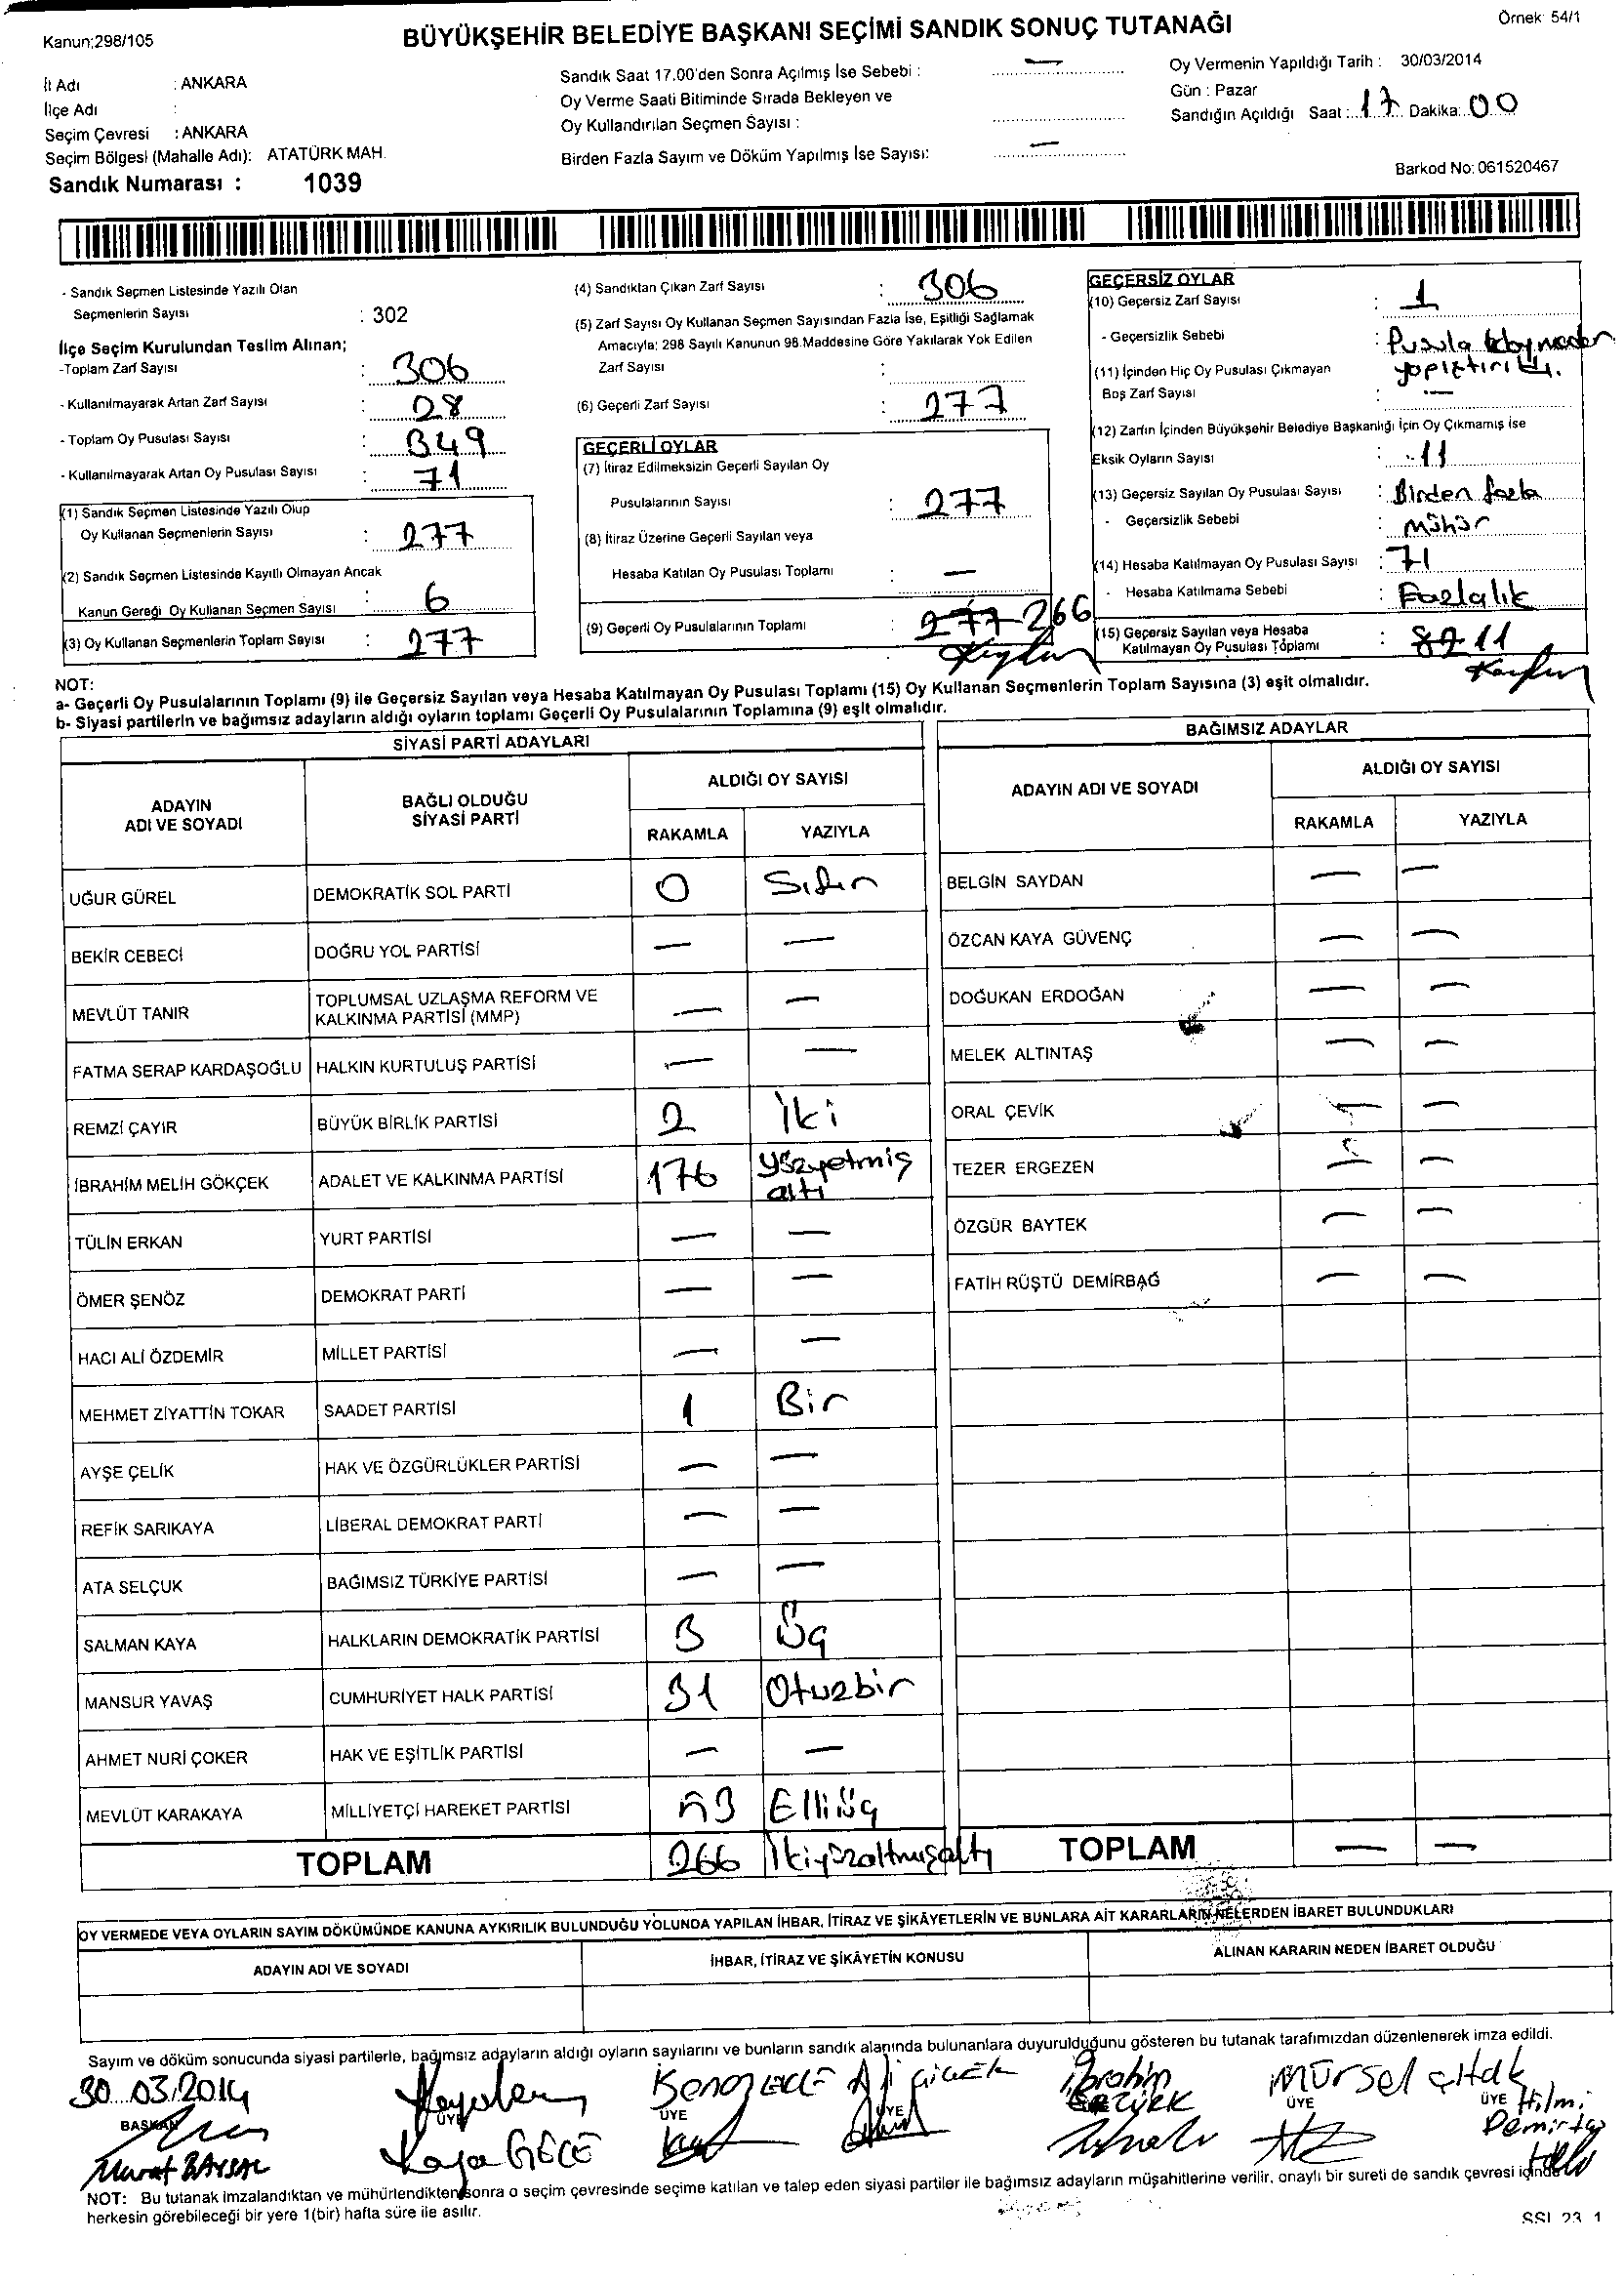 Kanun;298/105
BÜYÜKŞEHİR BELEDİYE BAŞKANI SEÇİMİ SANDIK SONUÇ TUTANAĞI
Örnek: 54/1
İl Adı : ANKARA
İlçe Adı :
Seçim Çevresi : ANKARA
Seçim Bölgesi (Mahalle Adı): ATATÜRK MAH.
Sandık Numarası : 1039
Sandık Saat 17.00'den Sonra Açılmış İse Sebebi : —
Oy Verme Saati Bitiminde Sırada Bekleyen ve
Oy Kullandırılan Seçmen Sayısı :
Birden Fazla Sayım ve Döküm Yapılmış İse Sayısı: —
Oy Vermenin Yapıldığı Tarih : 30/03/2014
Gün : Pazar
Sandığın Açıldığı Saat : 17 Dakika: 00
Barkod No: 061520467
- Sandık Seçmen Listesinde Yazılı Olan
Seçmenlerin Sayısı : 302
İlçe Seçim Kurulundan Teslim Alınan;
-Toplam Zarf Sayısı : 306
- Kullanılmayarak Artan Zarf Sayısı : 28
- Toplam Oy Pusulası Sayısı : 349
- Kullanılmayarak Artan Oy Pusulası Sayısı : 71
(1) Sandık Seçmen Listesinde Yazılı Olup
Oy Kullanan Seçmenlerin Sayısı : 277
(2) Sandık Seçmen Listesinde Kayıtlı Olmayan Ancak
Kanun Gereği Oy Kullanan Seçmen Sayısı : 6
(3) Oy Kullanan Seçmenlerin Toplam Sayısı : 277
(4) Sandıktan Çıkan Zarf Sayısı : 306
(5) Zarf Sayısı Oy Kullanan Seçmen Sayısından Fazla İse, Eşitliği Sağlamak
Amacıyla; 298 Sayılı Kanunun 98.Maddesine Göre Yakılarak Yok Edilen
Zarf Sayısı :
(6) Geçerli Zarf Sayısı : 277
GEÇERLİ OYLAR
(7) İtiraz Edilmeksizin Geçerli Sayılan Oy
Pusulalarının Sayısı : 277
(8) İtiraz Üzerine Geçerli Sayılan veya
Hesaba Katılan Oy Pusulası Toplamı : —
(9) Geçerli Oy Pusulalarının Toplamı : 277 266
GEÇERSİZ OYLAR
(10) Geçersiz Zarf Sayısı : 1
- Geçersizlik Sebebi : Pusula koymadan
yapıştırıldı.
(11) İçinden Hiç Oy Pusulası Çıkmayan
Boş Zarf Sayısı : —
(12) Zarfın İçinden Büyükşehir Belediye Başkanlığı İçin Oy Çıkmamış ise
Eksik Oyların Sayısı : 11
(13) Geçersiz Sayılan Oy Pusulası Sayısı : Birden fazla
- Geçersizlik Sebebi : Mühür
(14) Hesaba Katılmayan Oy Pusulası Sayısı : 71
- Hesaba Katılmama Sebebi : Fazlalık
(15) Geçersiz Sayılan veya Hesaba
Katılmayan Oy Pusulası Toplamı : 82 11
NOT:
a- Geçerli Oy Pusulalarının Toplamı (9) ile Geçersiz Sayılan veya Hesaba Katılmayan Oy Pusulası Toplamı (15) Oy Kullanan Seçmenlerin Toplam Sayısına (3) eşit olmalıdır.
b- Siyasi partilerin ve bağımsız adayların aldığı oyların toplamı Geçerli Oy Pusulalarının Toplamına (9) eşit olmalıdır.
SİYASİ PARTİ ADAYLARI
ADAYIN
ADI VE SOYADI
BAĞLI OLDUĞU
SİYASİ PARTİ
ALDIĞI OY SAYISI
RAKAMLA YAZIYLA
UĞUR GÜREL DEMOKRATİK SOL PARTİ 0 Sıfır
BEKİR CEBECİ DOĞRU YOL PARTİSİ — —
MEVLÜT TANIR TOPLUMSAL UZLAŞMA REFORM VE
KALKINMA PARTİSİ (MMP) — —
FATMA SERAP KARDAŞOĞLU HALKIN KURTULUŞ PARTİSİ — —
REMZİ ÇAYIR BÜYÜK BİRLİK PARTİSİ 2 İki
İBRAHİM MELİH GÖKÇEK ADALET VE KALKINMA PARTİSİ 176 Yüzyetmiş
altı
TÜLİN ERKAN YURT PARTİSİ — —
ÖMER ŞENÖZ DEMOKRAT PARTİ — —
HACI ALİ ÖZDEMİR MİLLET PARTİSİ — —
MEHMET ZİYATTİN TOKAR SAADET PARTİSİ 1 Bir
AYŞE ÇELİK HAK VE ÖZGÜRLÜKLER PARTİSİ — —
REFİK SARIKAYA LİBERAL DEMOKRAT PARTİ — —
ATA SELÇUK BAĞIMSIZ TÜRKİYE PARTİSİ — —
SALMAN KAYA HALKLARIN DEMOKRATİK PARTİSİ 3 Üç
MANSUR YAVAŞ CUMHURİYET HALK PARTİSİ 31 Otuzbir
AHMET NURİ ÇOKER HAK VE EŞİTLİK PARTİSİ — —
MEVLÜT KARAKAYA MİLLİYETÇİ HAREKET PARTİSİ 53 Elliüç
TOPLAM 266 İkiyüzaltmışaltı
BAĞIMSIZ ADAYLAR
ADAYIN ADI VE SOYADI
ALDIĞI OY SAYISI
RAKAMLA YAZIYLA
BELGİN SAYDAN — —
ÖZCAN KAYA GÜVENÇ — —
DOĞUKAN ERDOĞAN — —
MELEK ALTINTAŞ — —
ORAL ÇEVİK — —
TEZER ERGEZEN — —
ÖZGÜR BAYTEK — —
FATİH RÜŞTÜ DEMİRBAĞ — —
TOPLAM — —
OY VERMEDE VEYA OYLARIN SAYIM DÖKÜMÜNDE KANUNA AYKIRILIK BULUNDUĞU YOLUNDA YAPILAN İHBAR, İTİRAZ VE ŞİKÂYETLERİN VE BUNLARA AİT KARARLARIN NELERDEN İBARET BULUNDUKLARI
ADAYIN ADI VE SOYADI
İHBAR, İTİRAZ VE ŞİKÂYETİN KONUSU
ALINAN KARARIN NEDEN İBARET OLDUĞU
Sayım ve döküm sonucunda siyasi partilerle, bağımsız adayların aldığı oyların sayılarını ve bunların sandık alanında bulunanlara duyurulduğunu gösteren bu tutanak tarafımızdan düzenlenerek imza edildi.
30.03.2014
Ali ÇİÇEK İbrahim Mürsel
BAŞKAN ÜYE ÜYE ÜYE ÜYE ÜYE
Hilmi
Demirtaş
Murat BAYSAL Kaya GECE
NOT: Bu tutanak imzalandıktan ve mühürlendikten sonra o seçim çevresinde seçime katılan ve talep eden siyasi partiler ile bağımsız adayların müşahitlerine verilir, onaylı bir sureti de sandık çevresi içinde
herkesin görebileceği bir yere 1(bir) hafta süre ile asılır.
SSI 23 1